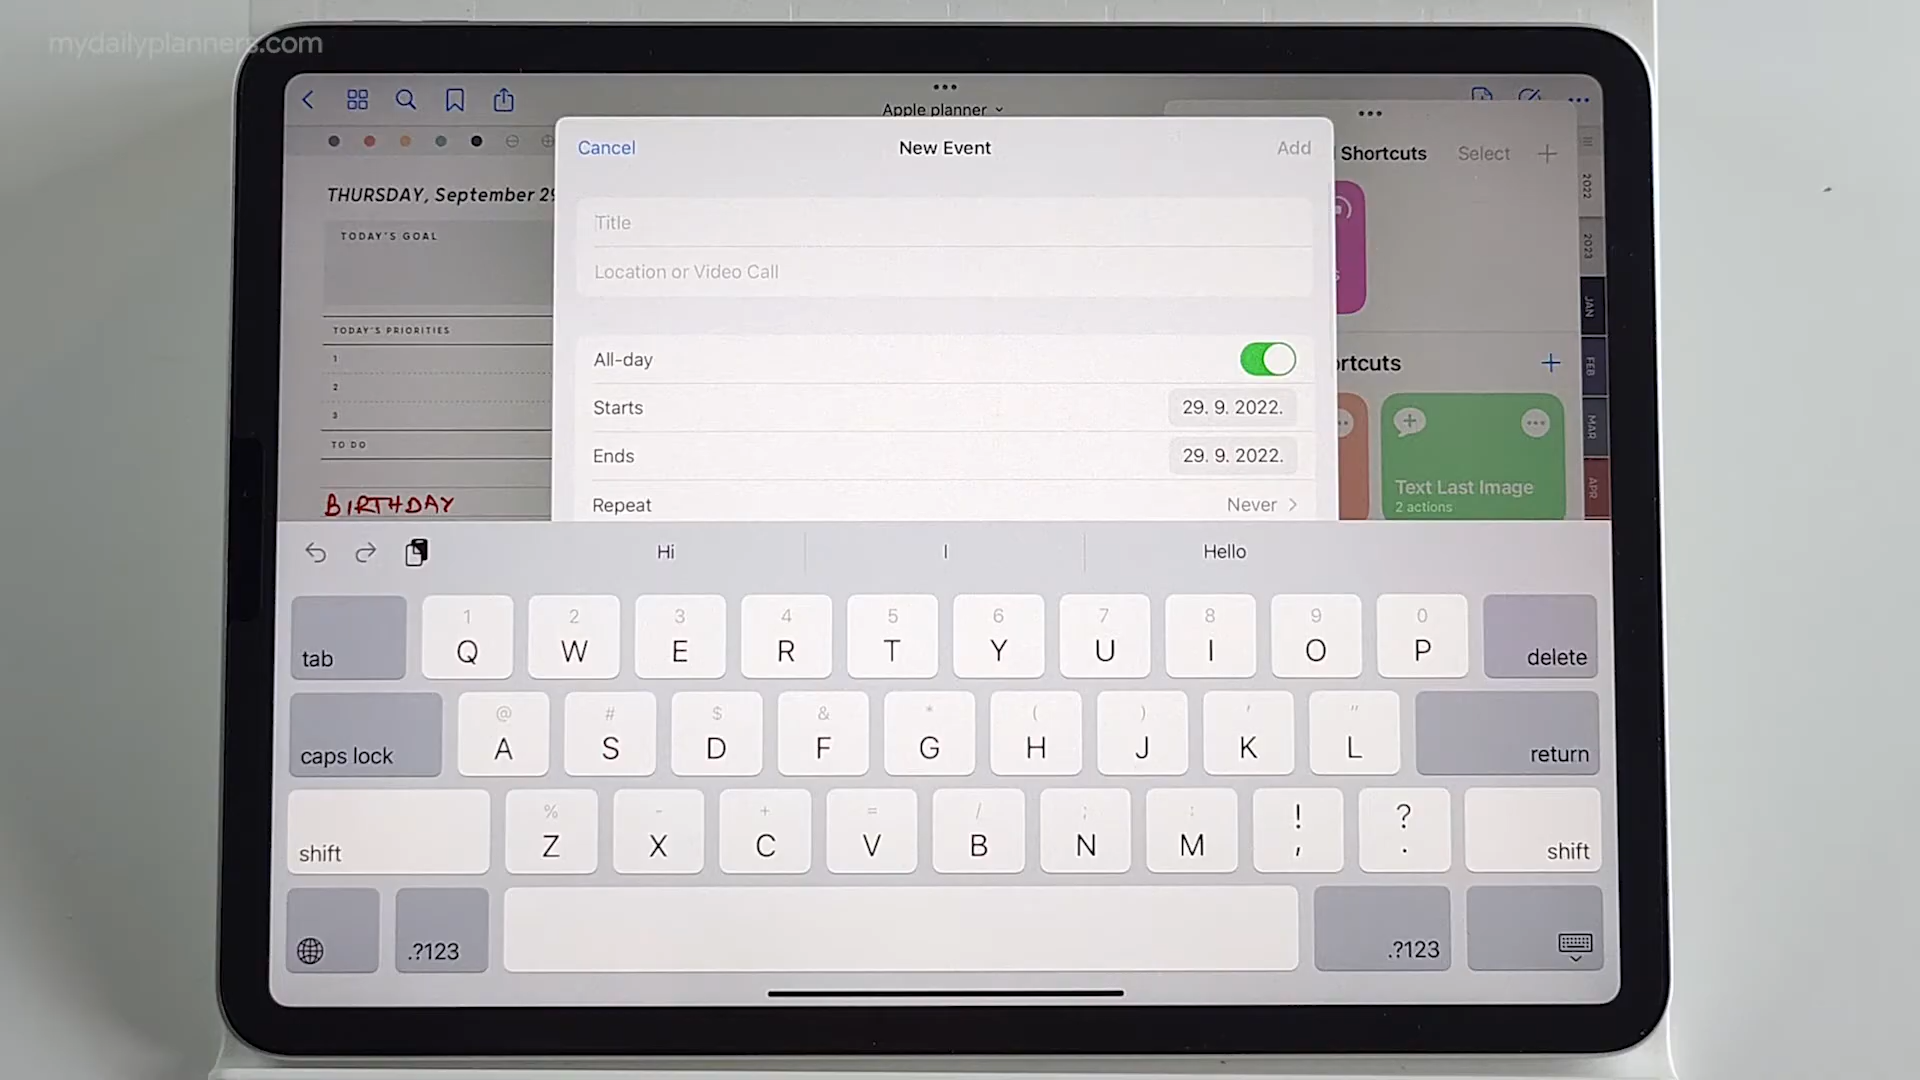 mydailyplanners.com
Apple planner
Cancel
New Event
Add
Shortcuts
Select
THURSDAY, September 29
TODAY'S GOAL
Title
Location or Video Call
2022
2023
JAN
FEB
MAR
APR
TODAY'S PRIORITIES
1
2
3
TO DO
BIRTHDAY
All-day
Starts
29. 9. 2022.
Ends
29. 9. 2022.
Repeat
Never
rtcuts
Text Last Image
2 actions
Hi
I
Hello
tab
1 2 3 4 5 6 7 8 9 0
Q W E R T Y U I O P
delete
caps lock
@ # $ & * ( ) ' "
A S D F G H J K L
return
shift
% - + = / ; : ! ?
Z X C V B N M , .
shift
.?123
.?123